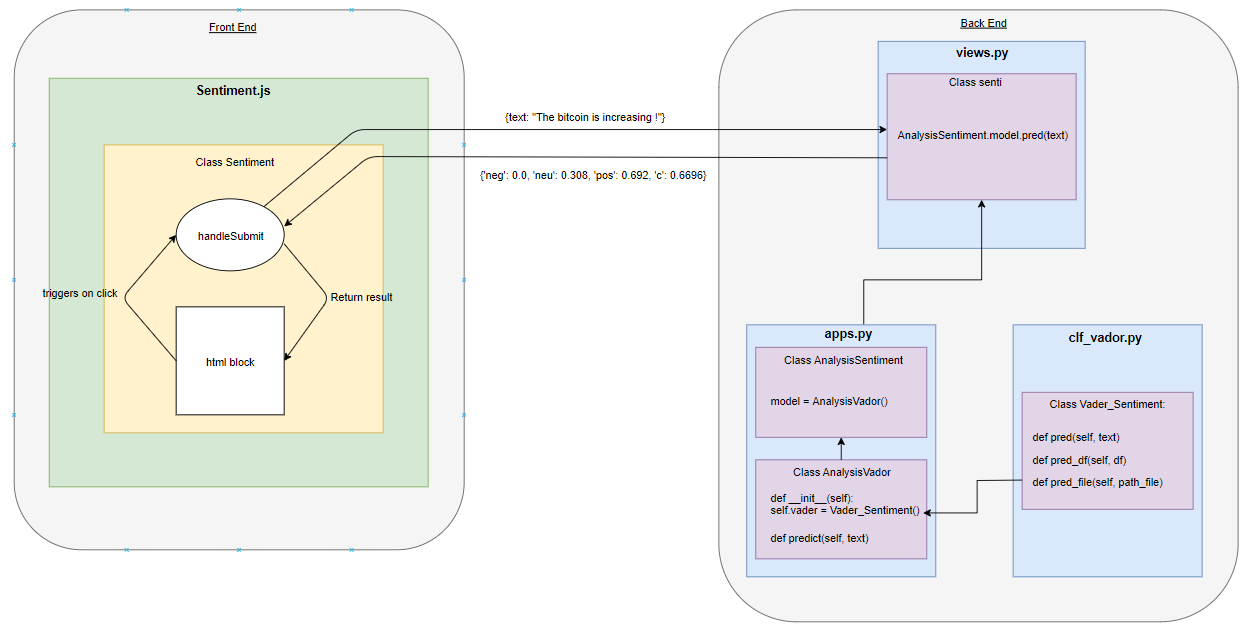 Front End
Sentiment.js
Class Sentiment
handleSubmit
triggers on click
Return result
html block
{text: "The bitcoin is increasing !"}
{'neg': 0.0, 'neu': 0.308, 'pos': 0.692, 'c': 0.6696}
Back End
views.py
Class senti
AnalysisSentiment.model.pred(text)
apps.py
Class AnalysisSentiment
model = AnalysisVador()
Class AnalysisVador
def __init__(self):
self.vader = Vader_Sentiment()
def predict(self, text)
clf_vador.py
Class Vader_Sentiment:
def pred(self, text)
def pred_df(self, df)
def pred_file(self, path_file)